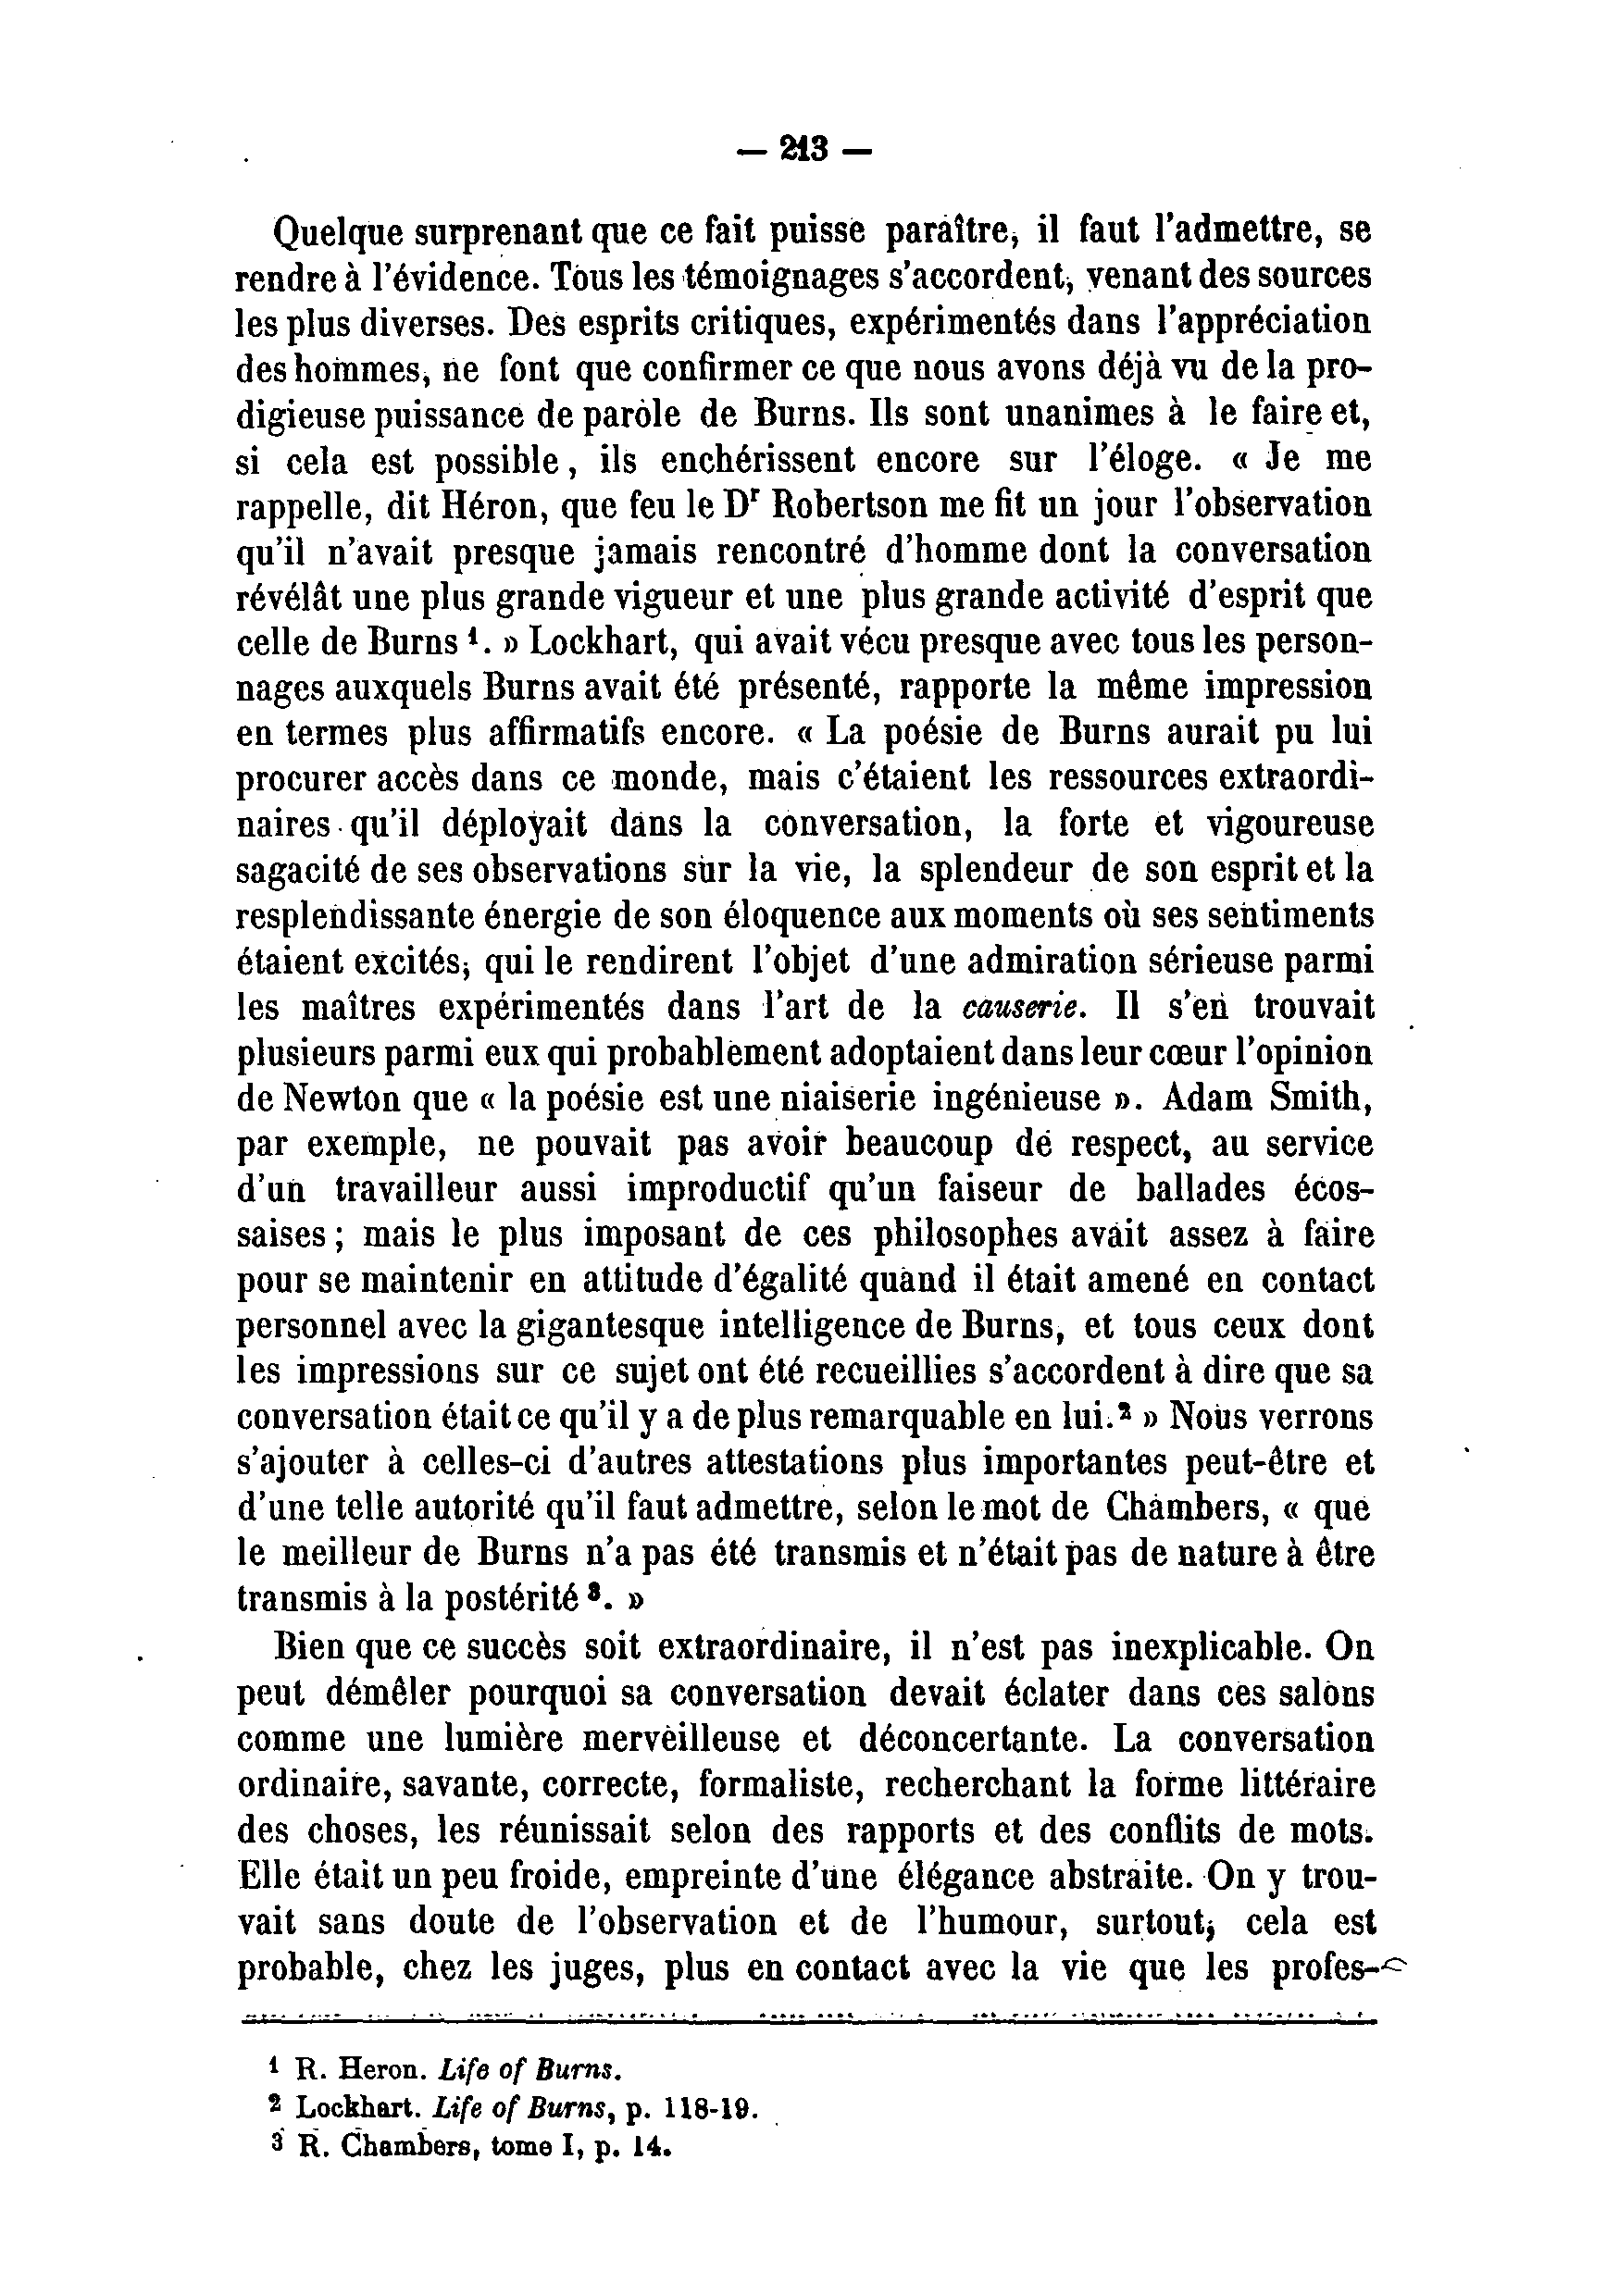 — 213 —
Quelque surprenant que ce fait puisse paraître, il faut l'admettre, se
rendre à l'évidence. Tous les témoignages s'accordent, venant des sources
les plus diverses. Des esprits critiques, expérimentés dans l'appréciation
des hommes, ne font que confirmer ce que nous avons déjà vu de la pro-
digieuse puissance de parole de Burns. Ils sont unanimes à le faire et,
si cela est possible, ils enchérissent encore sur l'éloge. « Je me
rappelle, dit Héron, que feu le Dr Robertson me fit un jour l'observation
qu'il n'avait presque jamais rencontré d'homme dont la conversation
révélât une plus grande vigueur et une plus grande activité d'esprit que
celle de Burns ¹. » Lockhart, qui avait vécu presque avec tous les person-
nages auxquels Burns avait été présenté, rapporte la même impression
en termes plus affirmatifs encore. « La poésie de Burns aurait pu lui
procurer accès dans ce monde, mais c'étaient les ressources extraordi-
naires qu'il déployait dans la conversation, la forte et vigoureuse
sagacité de ses observations sur la vie, la splendeur de son esprit et la
resplendissante énergie de son éloquence aux moments où ses sentiments
étaient excités, qui le rendirent l'objet d'une admiration sérieuse parmi
les maîtres expérimentés dans l'art de la causerie. Il s'en trouvait
plusieurs parmi eux qui probablement adoptaient dans leur cœur l'opinion
de Newton que « la poésie est une niaiserie ingénieuse ». Adam Smith,
par exemple, ne pouvait pas avoir beaucoup de respect, au service
d'un travailleur aussi improductif qu'un faiseur de ballades écos-
saises ; mais le plus imposant de ces philosophes avait assez à faire
pour se maintenir en attitude d'égalité quand il était amené en contact
personnel avec la gigantesque intelligence de Burns, et tous ceux dont
les impressions sur ce sujet ont été recueillies s'accordent à dire que sa
conversation était ce qu'il y a de plus remarquable en lui.² » Nous verrons
s'ajouter à celles-ci d'autres attestations plus importantes peut-être et
d'une telle autorité qu'il faut admettre, selon le mot de Chambers, « que
le meilleur de Burns n'a pas été transmis et n'était pas de nature à être
transmis à la postérité ³. »
Bien que ce succès soit extraordinaire, il n'est pas inexplicable. On
peut démêler pourquoi sa conversation devait éclater dans ces salons
comme une lumière merveilleuse et déconcertante. La conversation
ordinaire, savante, correcte, formaliste, recherchant la forme littéraire
des choses, les réunissait selon des rapports et des conflits de mots.
Elle était un peu froide, empreinte d'une élégance abstraite. On y trou-
vait sans doute de l'observation et de l'humour, surtout, cela est
probable, chez les juges, plus en contact avec la vie que les profes-
¹ R. Heron. Life of Burns.
² Lockhart. Life of Burns, p. 118-19.
³ R. Chambers, tome I, p. 14.